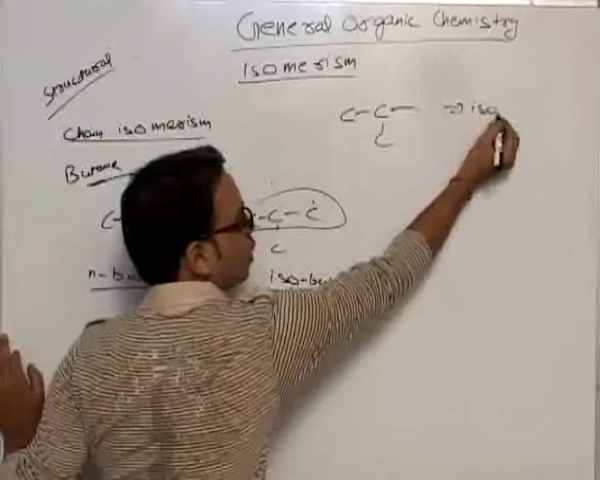 General Organic Chemistry
Isomerism
Structural
C - C —  → iso
C
Chain isomerism
Butane
C - C - C
C
n-bu iso-bu